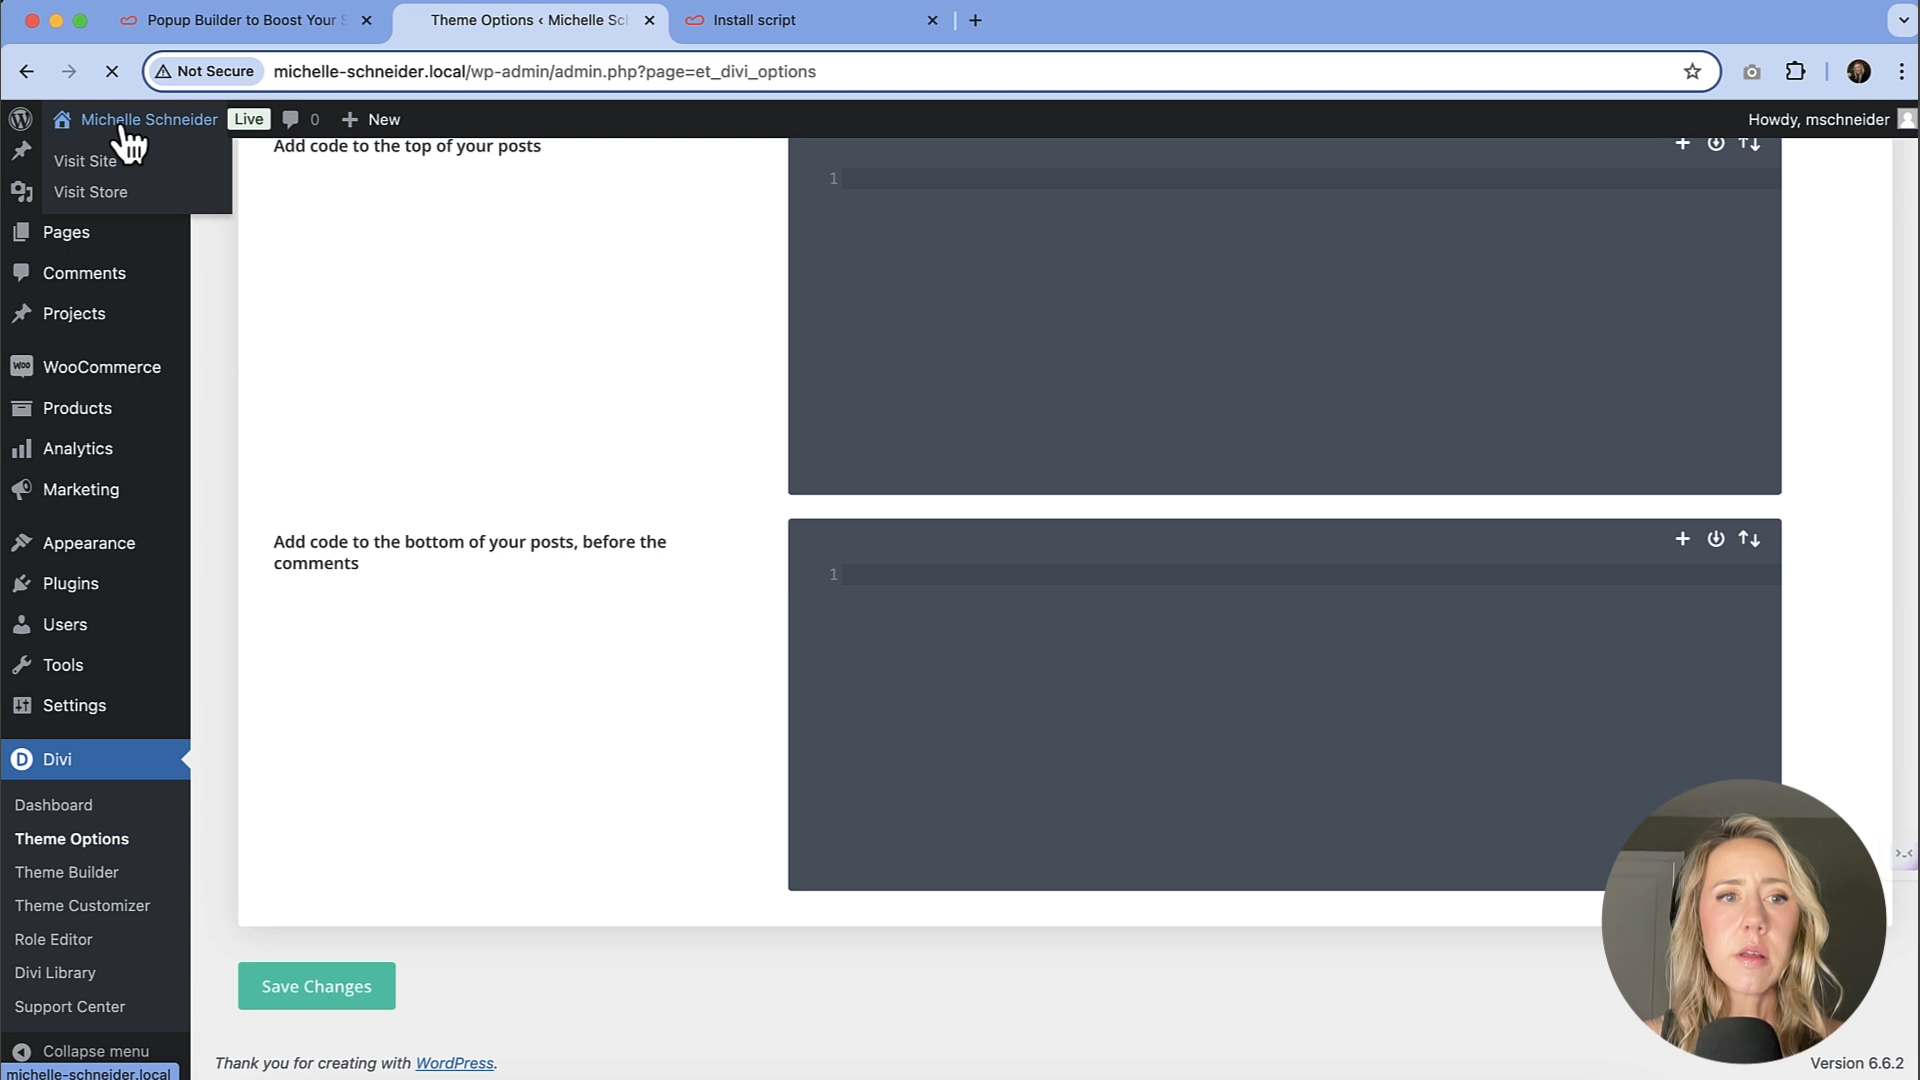 Popup Builder to Boost Your S
Theme Options ‹ Michelle Sc
Install script
Not Secure
michelle-schneider.local/wp-admin/admin.php?page=et_divi_options
Michelle Schneider
Live
0
New
Howdy, mschneider
Visit Site
Visit Store
Pages
Comments
Projects
WooCommerce
Products
Analytics
Marketing
Appearance
Plugins
Users
Tools
Settings
Divi
Dashboard
Theme Options
Theme Builder
Theme Customizer
Role Editor
Divi Library
Support Center
Collapse menu
michelle-schneider.local
Add code to the top of your posts
1
Add code to the bottom of your posts, before the
comments
1
Save Changes
Thank you for creating with WordPress.
Version 6.6.2